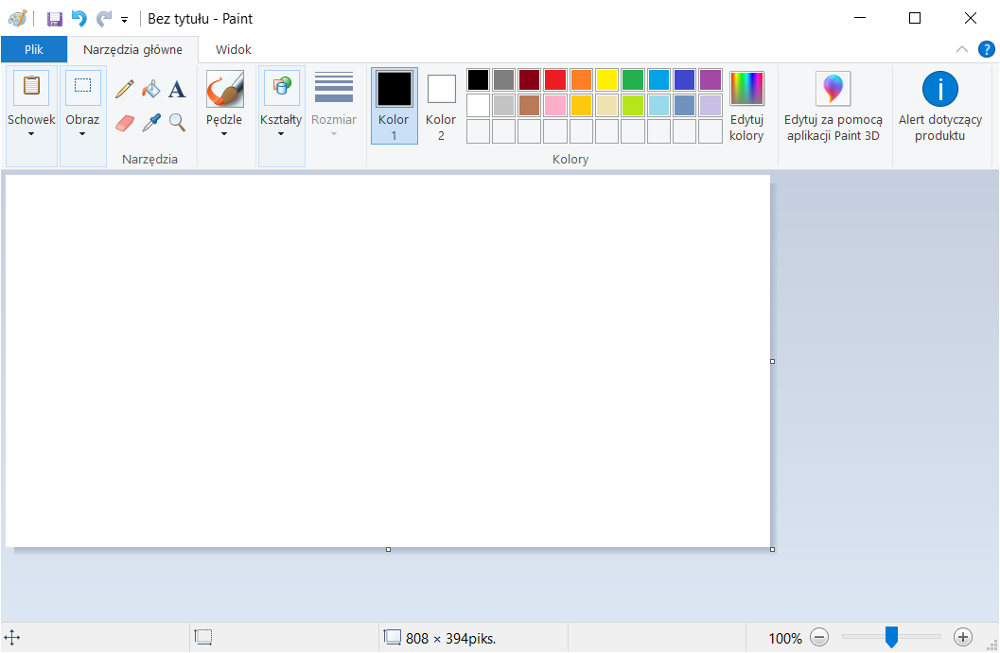 Bez tytułu - Paint
Plik Narzędzia główne Widok
Schowek Obraz Pędzle Kształty Rozmiar Kolor 1 Kolor 2 Edytuj kolory Edytuj za pomocą aplikacji Paint 3D Alert dotyczący produktu
Narzędzia Kolory
808 × 394piks. 100%